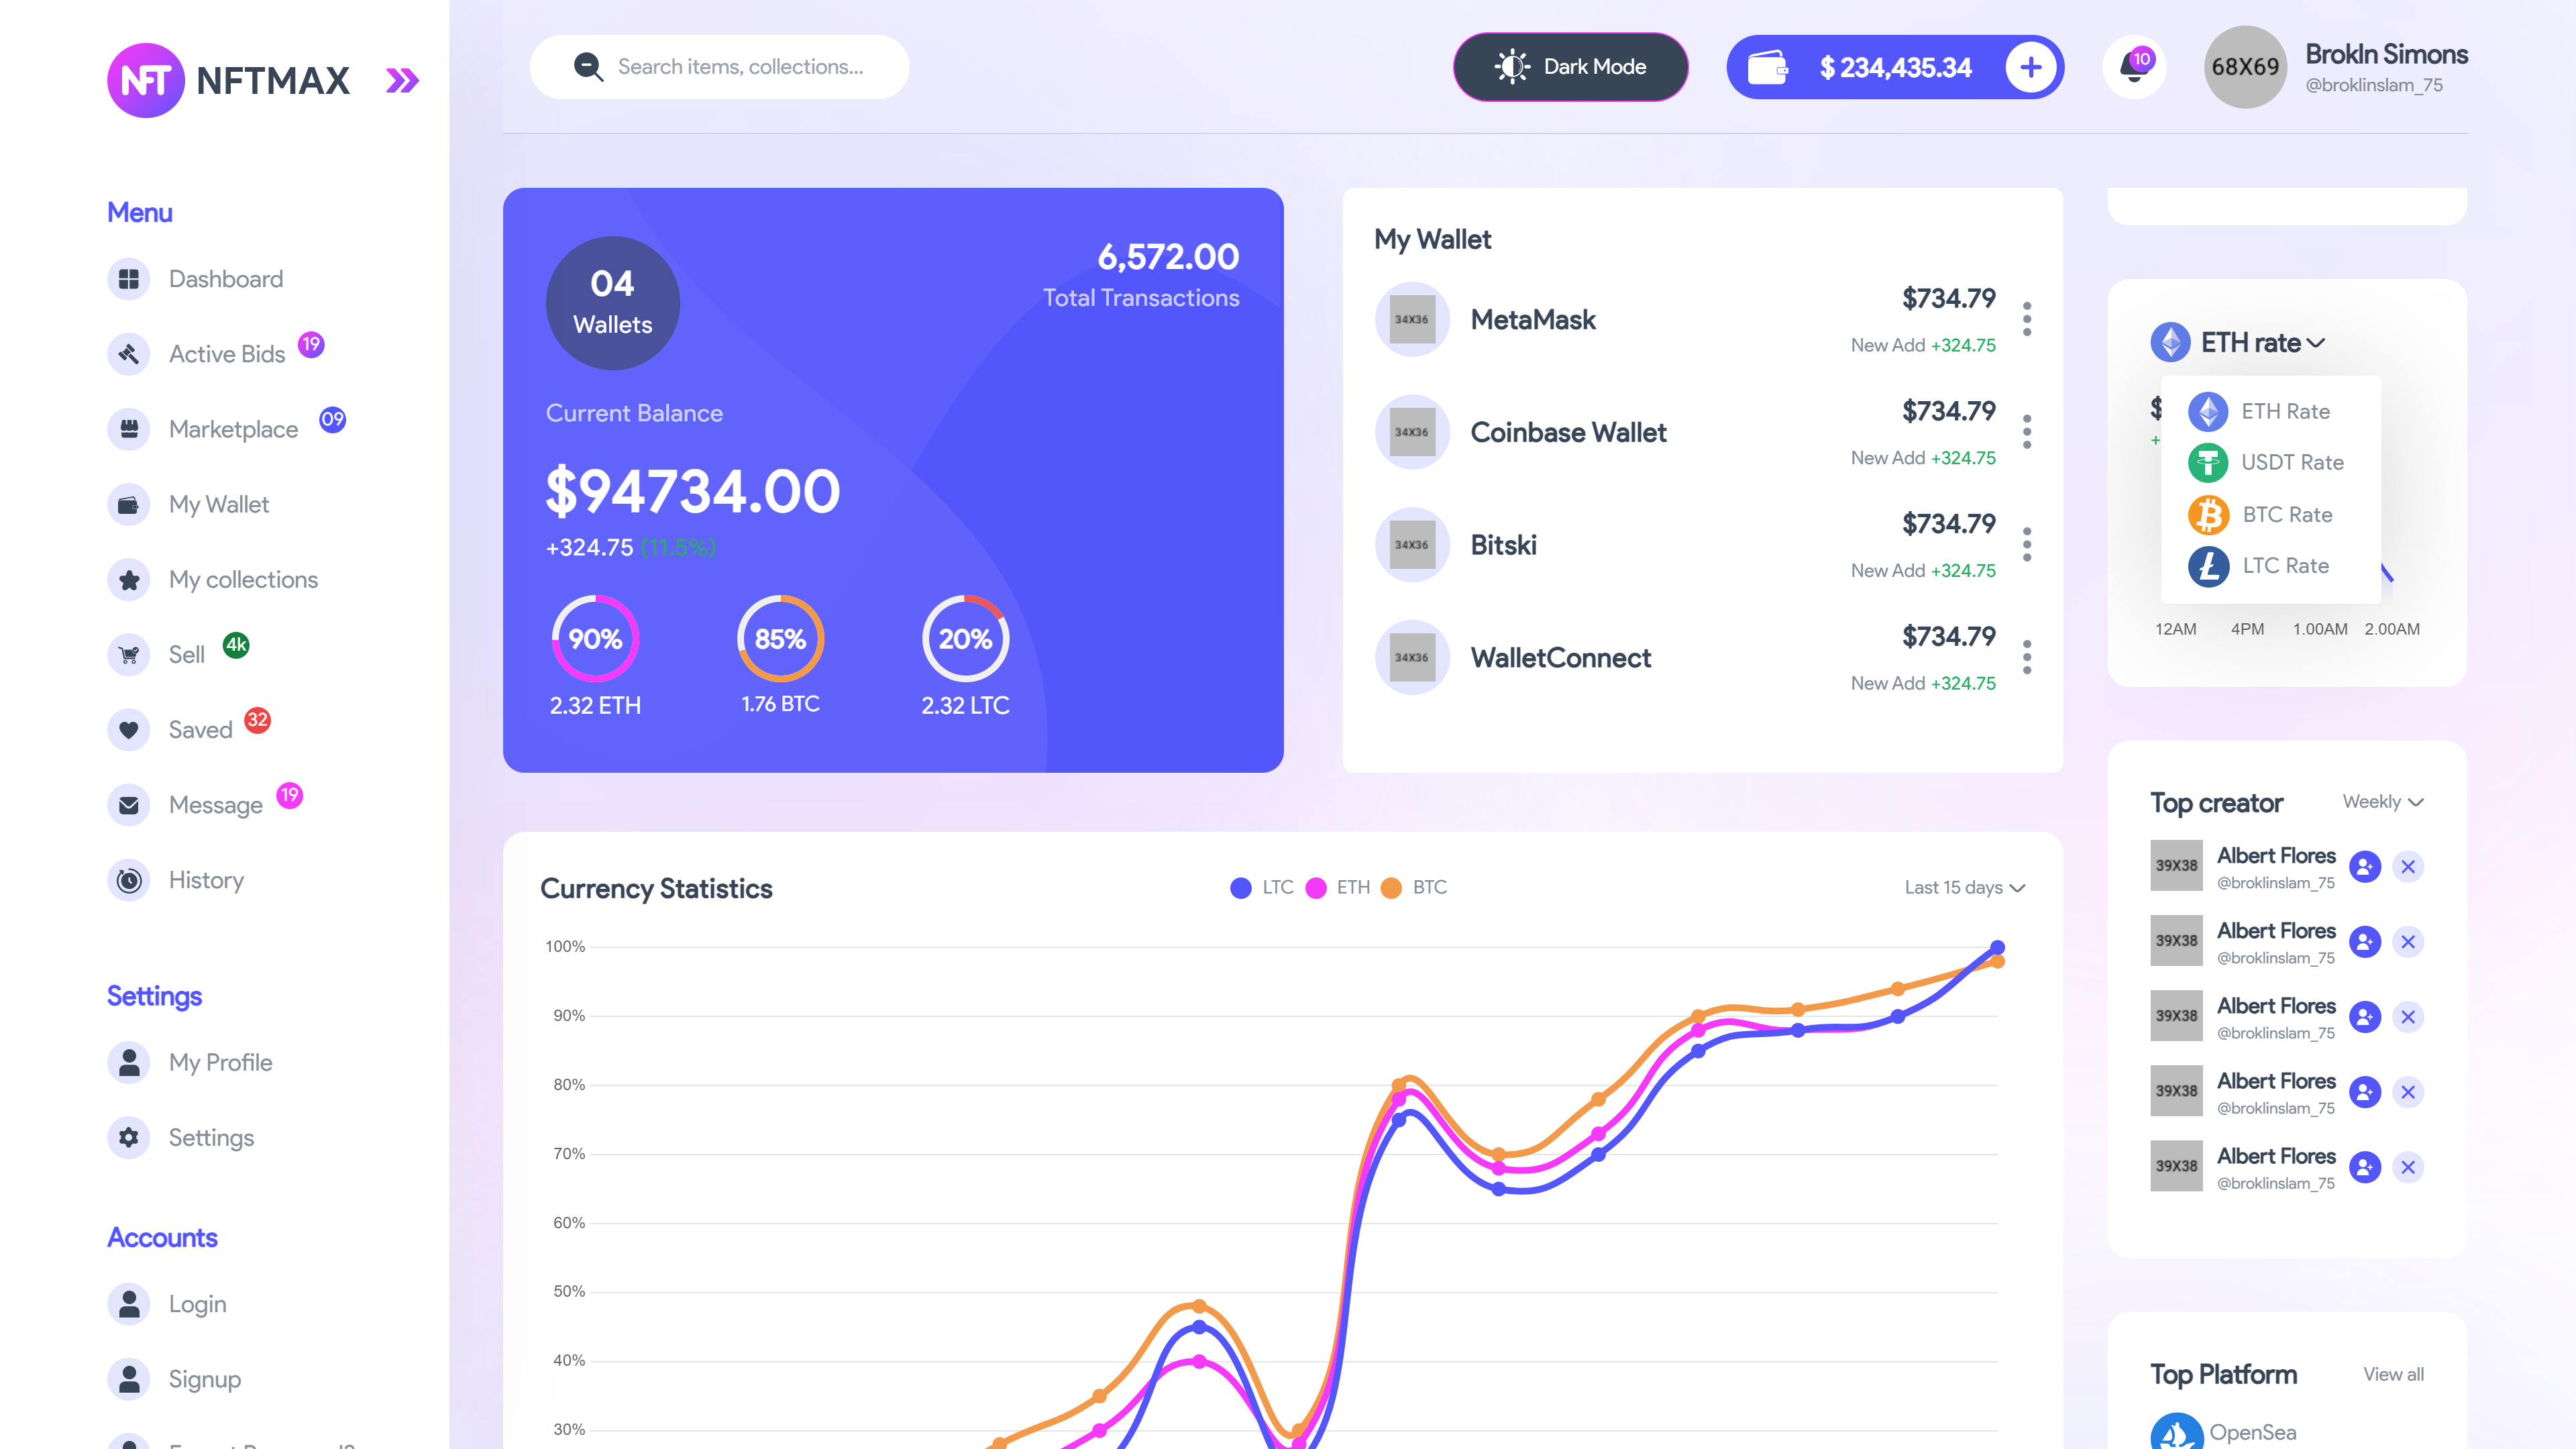 NFT NFTMAX
Menu
Dashboard
Active Bids 19
Marketplace 09
My Wallet
My collections
Sell 4k
Saved 32
Message 19
History
Settings
My Profile
Settings
Accounts
Login
Signup
Search items, collections...
Dark Mode
$ 234,435.34
10
68X69
Brokln Simons
@broklinslam_75
04
Wallets
6,572.00
Total Transactions
Current Balance
$94734.00
+324.75 (11.5%)
90%
85%
20%
2.32 ETH
1.76 BTC
2.32 LTC
My Wallet
34X36
MetaMask
$734.79
New Add +324.75
34X36
Coinbase Wallet
$734.79
New Add +324.75
34X36
Bitski
$734.79
New Add +324.75
34X36
WalletConnect
$734.79
New Add +324.75
ETH rate
$
+
ETH Rate
USDT Rate
BTC Rate
LTC Rate
12AM 4PM 1.00AM 2.00AM
Currency Statistics
LTC ETH BTC
Last 15 days
100%
90%
80%
70%
60%
50%
40%
30%
Top creator
Weekly
39X38
Albert Flores
@broklinslam_75
39X38
Albert Flores
@broklinslam_75
39X38
Albert Flores
@broklinslam_75
39X38
Albert Flores
@broklinslam_75
39X38
Albert Flores
@broklinslam_75
Top Platform
View all
OpenSea